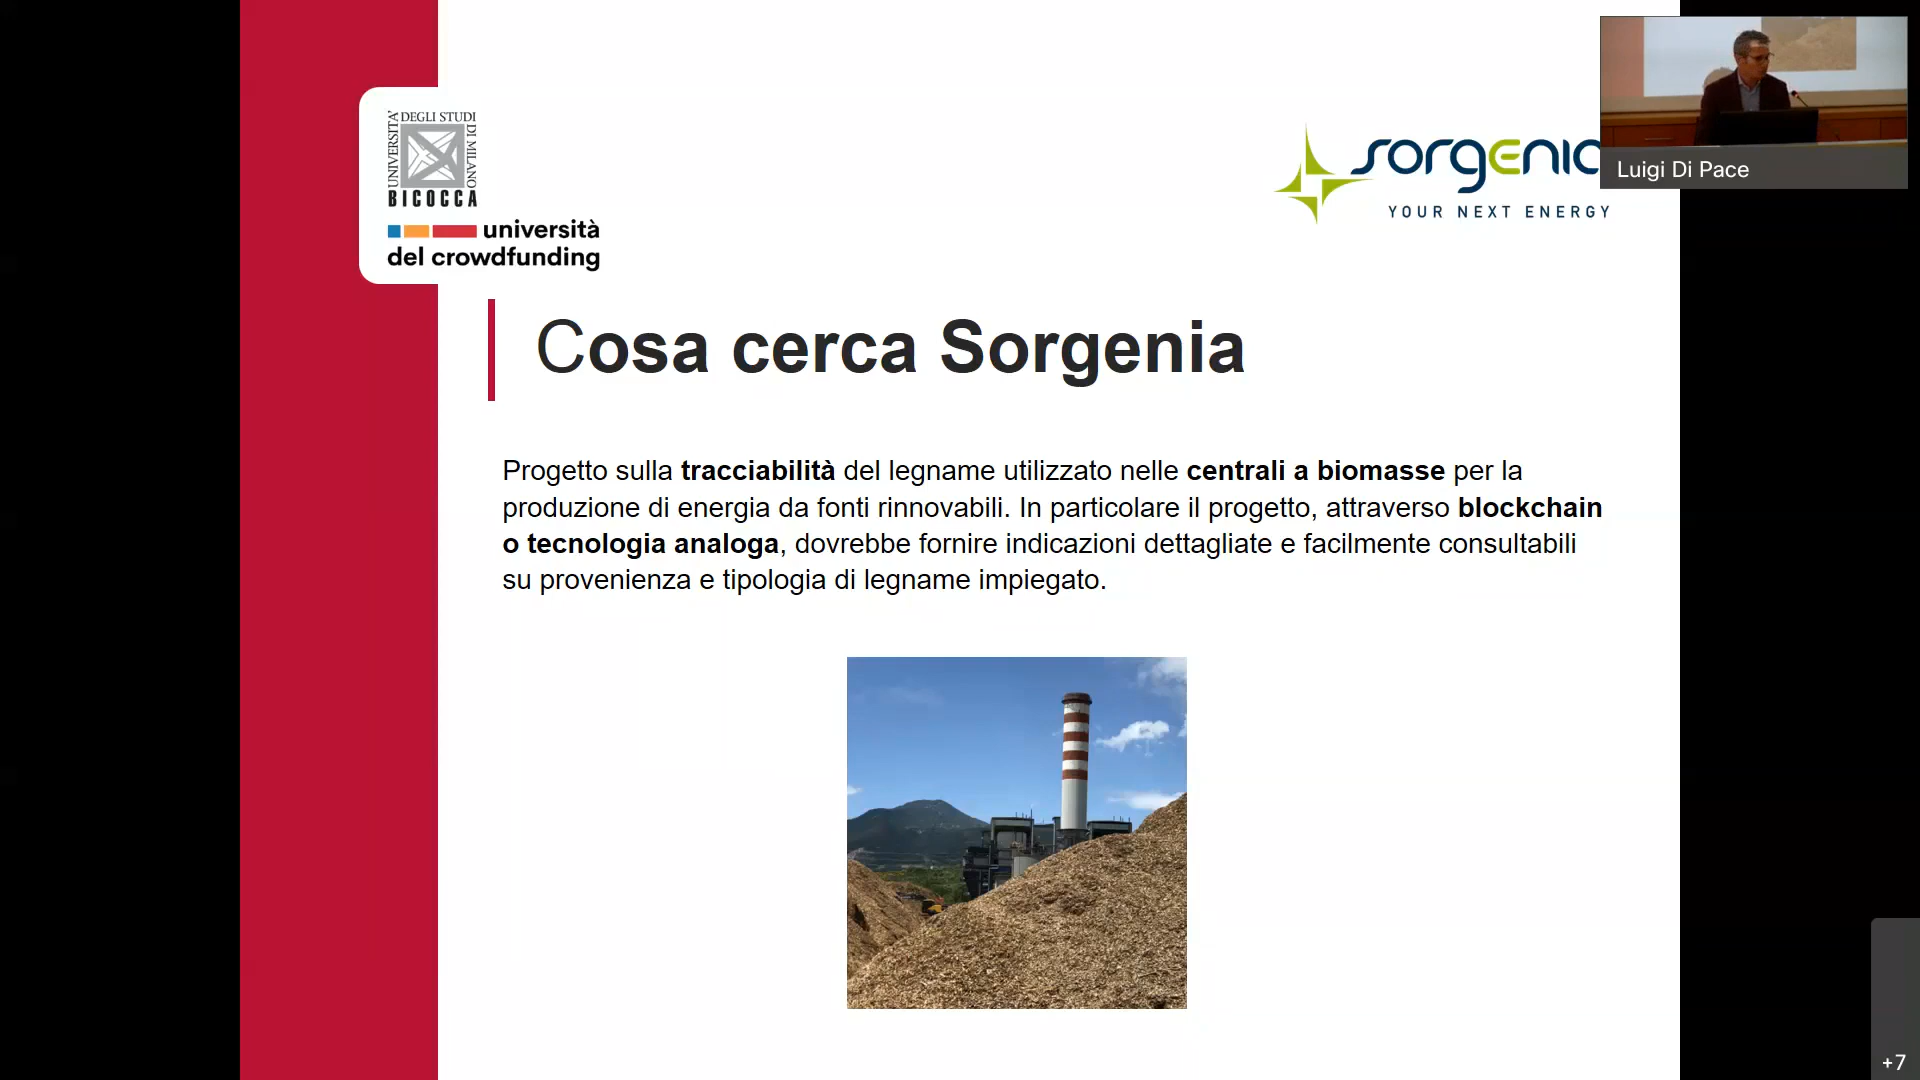 UNIVERSITA'
DEGLI STUDI
DI MILANO
BICOCCA
università
del crowdfunding
sorgenia
YOUR NEXT ENERGY
Luigi Di Pace
Cosa cerca Sorgenia
Progetto sulla tracciabilità del legname utilizzato nelle centrali a biomasse per la
produzione di energia da fonti rinnovabili. In particolare il progetto, attraverso blockchain
o tecnologia analoga, dovrebbe fornire indicazioni dettagliate e facilmente consultabili
su provenienza e tipologia di legname impiegato.
+7